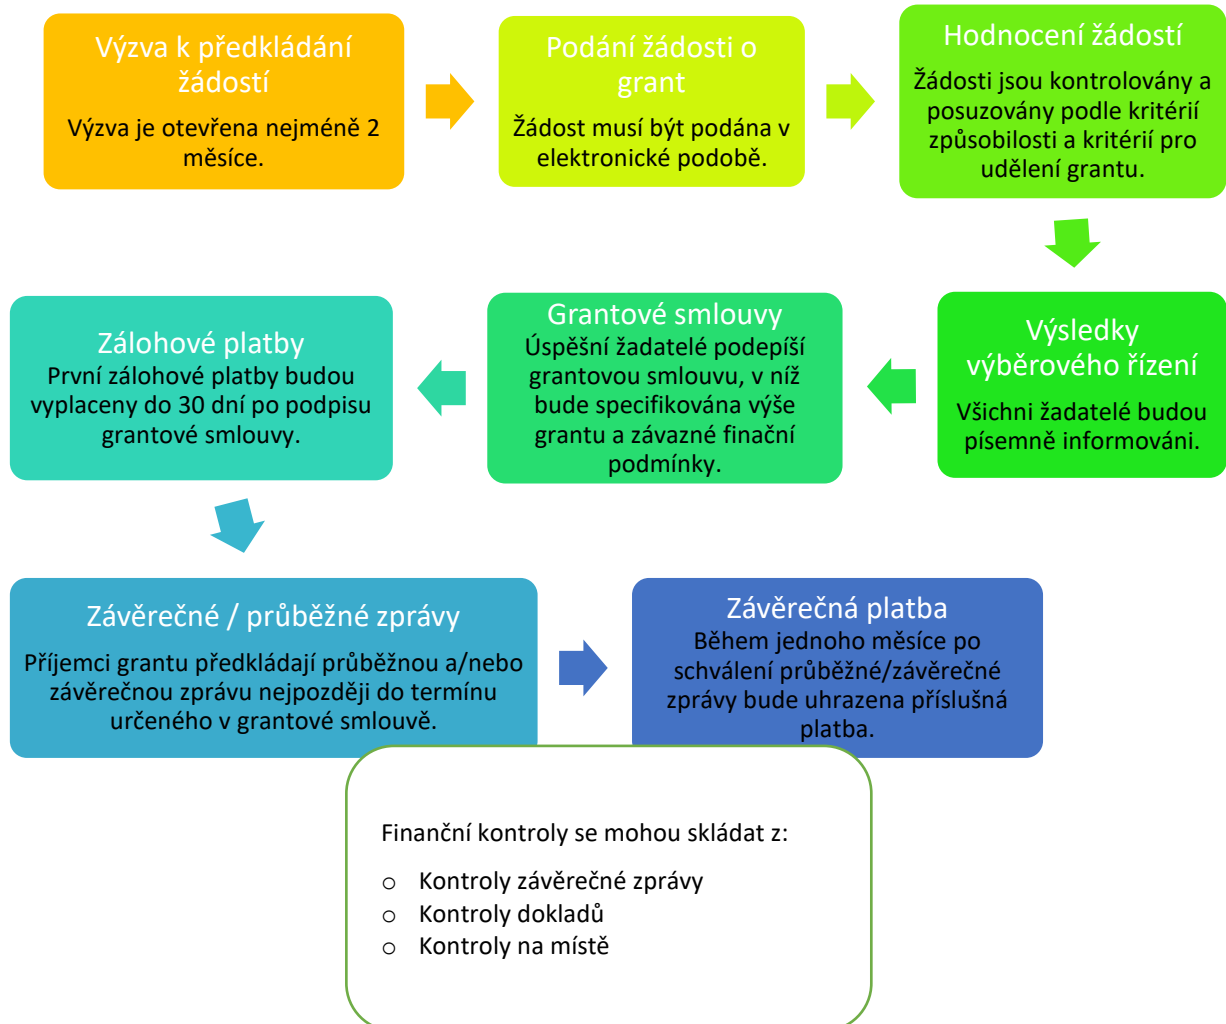 Výzva k předkládání
žádostí
Výzva je otevřena nejméně 2
měsíce.
Podání žádosti o
grant
Žádost musí být podána v
elektronické podobě.
Hodnocení žádostí
Žádosti jsou kontrolovány a
posuzovány podle kritérií
způsobilosti a kritérií pro
udělení grantu.
Výsledky
výběrového řízení
Všichni žadatelé budou
písemně informováni.
Grantové smlouvy
Úspěšní žadatelé podepíší
grantovou smlouvu, v níž
bude specifikována výše
grantu a závazné finační
podmínky.
Zálohové platby
První zálohové platby budou
vyplaceny do 30 dní po podpisu
grantové smlouvy.
Závěrečné / průběžné zprávy
Příjemci grantu předkládají průběžnou a/nebo
závěrečnou zprávu nejpozději do termínu
určeného v grantové smlouvě.
Závěrečná platba
Během jednoho měsíce po
schválení průběžné/závěrečné
zprávy bude uhrazena příslušná
platba.
Finanční kontroly se mohou skládat z:
o Kontroly závěrečné zprávy
o Kontroly dokladů
o Kontroly na místě